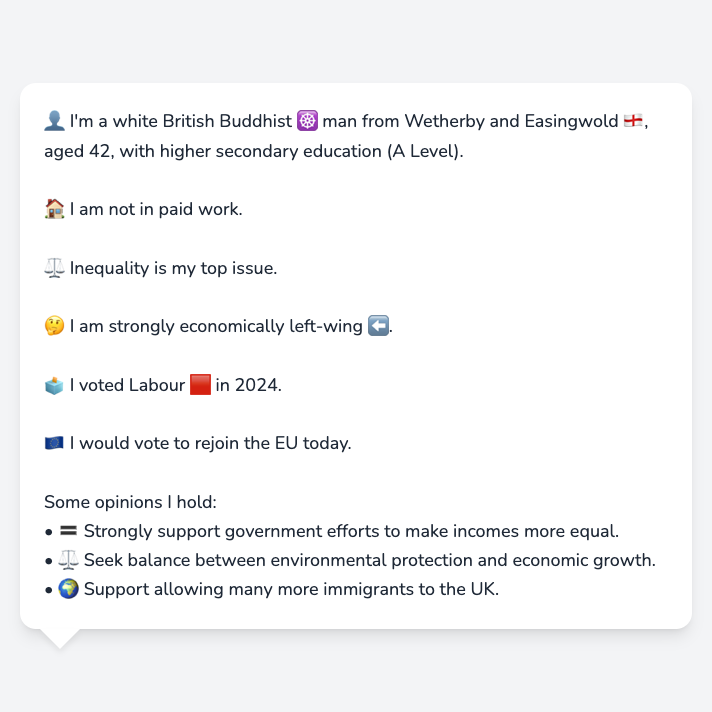 👤 I'm a white British Buddhist ☸️ man from Wetherby and Easingwold 🏴󠁧󠁢󠁥󠁮󠁧󠁿,
aged 42, with higher secondary education (A Level).
🏠 I am not in paid work.
⚖️ Inequality is my top issue.
🤔 I am strongly economically left-wing ⬅️.
🗳️ I voted Labour 🟥 in 2024.
🇪🇺 I would vote to rejoin the EU today.
Some opinions I hold:
• 🟰 Strongly support government efforts to make incomes more equal.
• ⚖️ Seek balance between environmental protection and economic growth.
• 🌍 Support allowing many more immigrants to the UK.